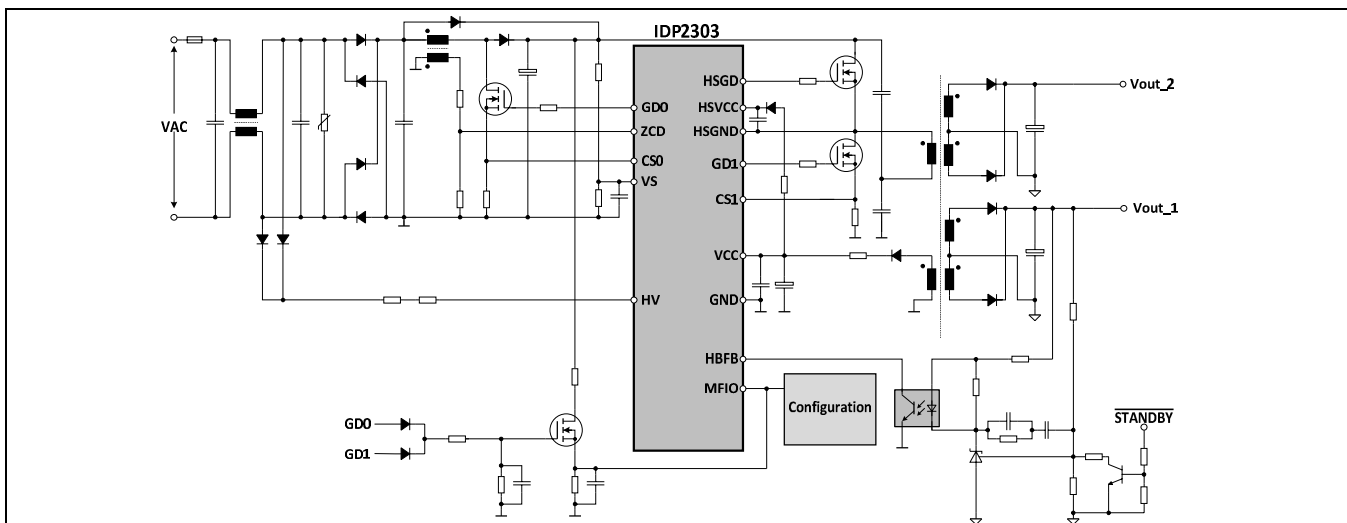 IDP2303
Vout_2
HSGD
GD0
HSVCC
VAC
ZCD
HSGND
CS0
GD1
VS
CS1
Vout_1
VCC
HV
GND
HBFB
MFIO
Configuration
STANDBY
GD0
GD1